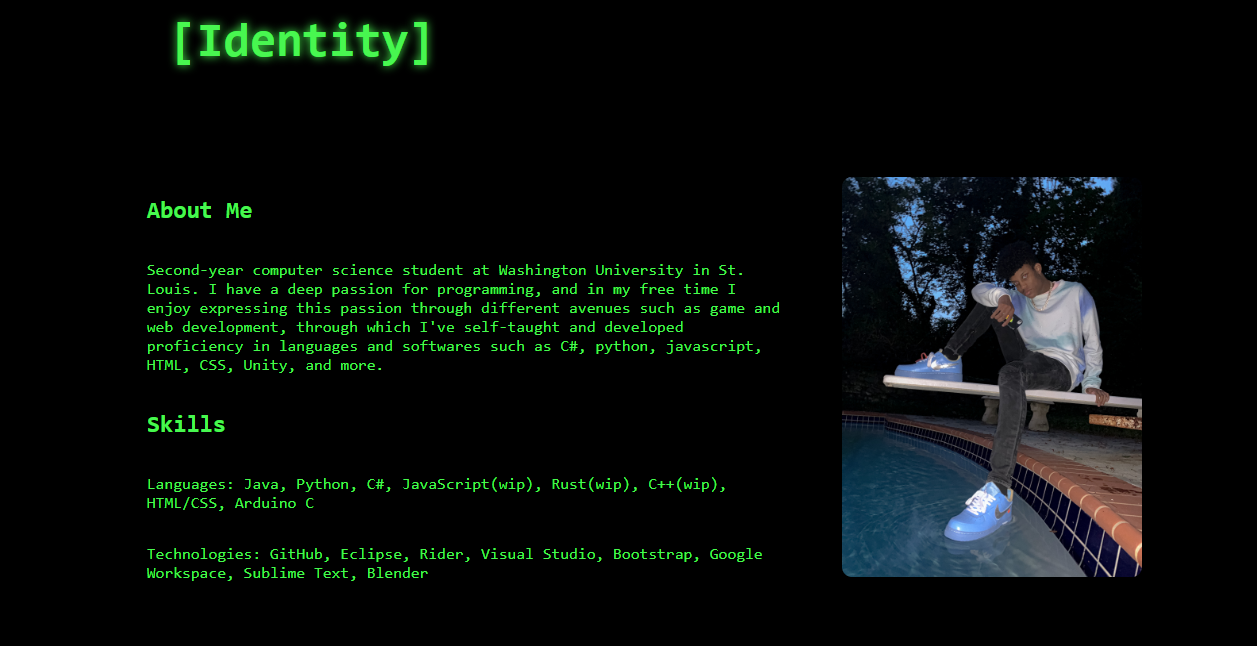 [Identity]
About Me
Second-year computer science student at Washington University in St.
Louis. I have a deep passion for programming, and in my free time I
enjoy expressing this passion through different avenues such as game and
web development, through which I've self-taught and developed
proficiency in languages and softwares such as C#, python, javascript,
HTML, CSS, Unity, and more.
Skills
Languages: Java, Python, C#, JavaScript(wip), Rust(wip), C++(wip),
HTML/CSS, Arduino C
Technologies: GitHub, Eclipse, Rider, Visual Studio, Bootstrap, Google
Workspace, Sublime Text, Blender